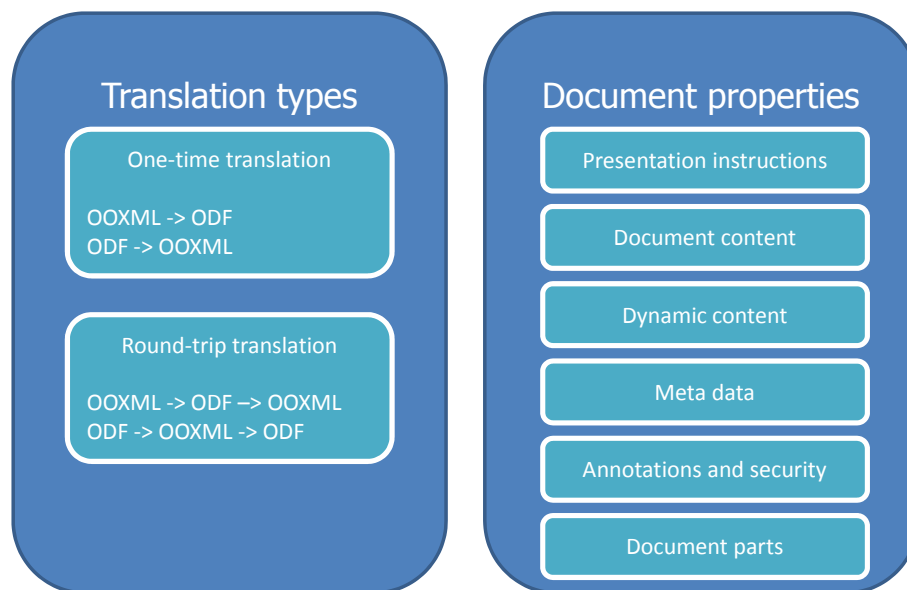 Translation types
One-time translation
OOXML -> ODF
ODF -> OOXML
Round-trip translation
OOXML -> ODF –> OOXML
ODF -> OOXML -> ODF
Document properties
Presentation instructions
Document content
Dynamic content
Meta data
Annotations and security
Document parts